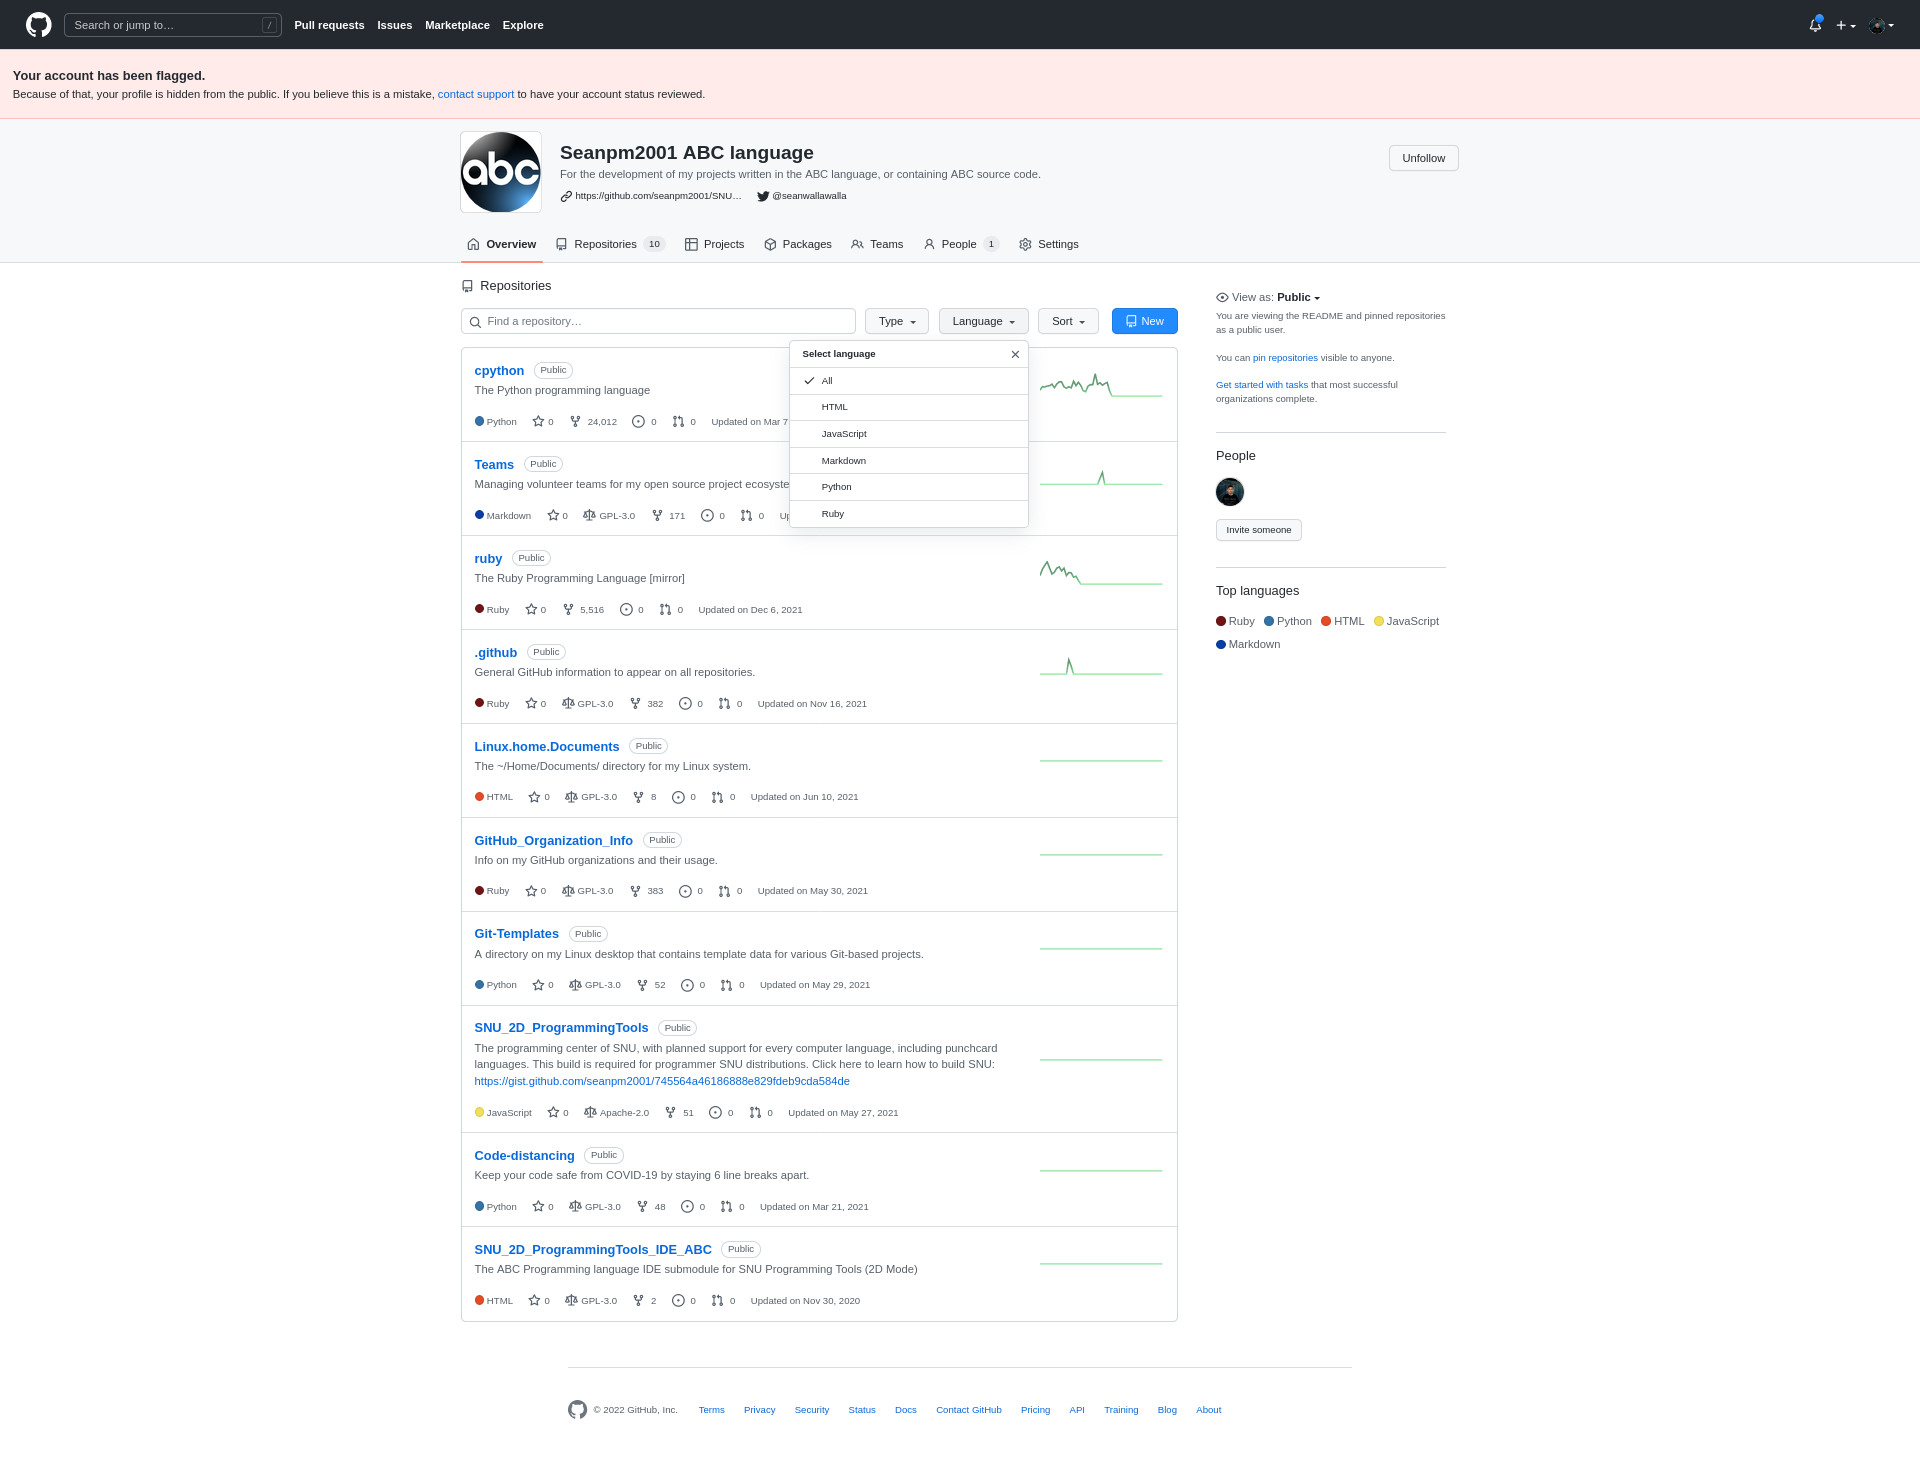 Search or jump to…
/
Pull requests
Issues
Marketplace
Explore
Your account has been flagged.
Because of that, your profile is hidden from the public. If you believe this is a mistake, contact support to have your account status reviewed.
abc
Seanpm2001 ABC language
For the development of my projects written in the ABC language, or containing ABC source code.
https://github.com/seanpm2001/SNU…
@seanwallawalla
Unfollow
Overview
Repositories 10
Projects
Packages
Teams
People 1
Settings
Repositories
Find a repository…
Type
Language
Sort
New
Select language
All
HTML
JavaScript
Markdown
Python
Ruby
cpython Public
The Python programming language
Python 0 24,012 0 0 Updated on Mar 7
Teams Public
Managing volunteer teams for my open source project ecosyste
Markdown 0 GPL-3.0 171 0 0 Up
ruby Public
The Ruby Programming Language [mirror]
Ruby 0 5,516 0 0 Updated on Dec 6, 2021
.github Public
General GitHub information to appear on all repositories.
Ruby 0 GPL-3.0 382 0 0 Updated on Nov 16, 2021
Linux.home.Documents Public
The ~/Home/Documents/ directory for my Linux system.
HTML 0 GPL-3.0 8 0 0 Updated on Jun 10, 2021
GitHub_Organization_Info Public
Info on my GitHub organizations and their usage.
Ruby 0 GPL-3.0 383 0 0 Updated on May 30, 2021
Git-Templates Public
A directory on my Linux desktop that contains template data for various Git-based projects.
Python 0 GPL-3.0 52 0 0 Updated on May 29, 2021
SNU_2D_ProgrammingTools Public
The programming center of SNU, with planned support for every computer language, including punchcard
languages. This build is required for programmer SNU distributions. Click here to learn how to build SNU:
https://gist.github.com/seanpm2001/745564a46186888e829fdeb9cda584de
JavaScript 0 Apache-2.0 51 0 0 Updated on May 27, 2021
Code-distancing Public
Keep your code safe from COVID-19 by staying 6 line breaks apart.
Python 0 GPL-3.0 48 0 0 Updated on Mar 21, 2021
SNU_2D_ProgrammingTools_IDE_ABC Public
The ABC Programming language IDE submodule for SNU Programming Tools (2D Mode)
HTML 0 GPL-3.0 2 0 0 Updated on Nov 30, 2020
View as: Public
You are viewing the README and pinned repositories
as a public user.
You can pin repositories visible to anyone.
Get started with tasks that most successful
organizations complete.
People
Invite someone
Top languages
Ruby Python HTML JavaScript
Markdown
© 2022 GitHub, Inc.
Terms
Privacy
Security
Status
Docs
Contact GitHub
Pricing
API
Training
Blog
About